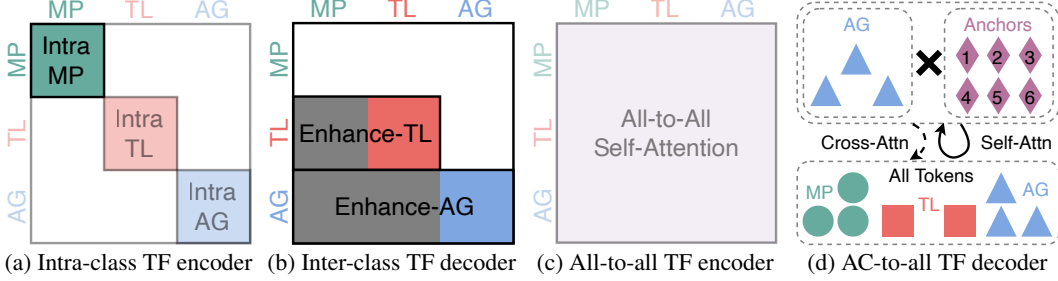 MP TL AG
MP
TL
AG
Intra
MP
Intra
TL
Intra
AG
(a) Intra-class TF encoder
MP TL AG
MP
TL
AG
Enhance-TL
Enhance-AG
(b) Inter-class TF decoder
MP TL AG
MP
TL
AG
All-to-All
Self-Attention
(c) All-to-all TF encoder
AG
Anchors
1 2 3
4 5 6
Cross-Attn
Self-Attn
All Tokens
MP
TL
AG
(d) AC-to-all TF decoder